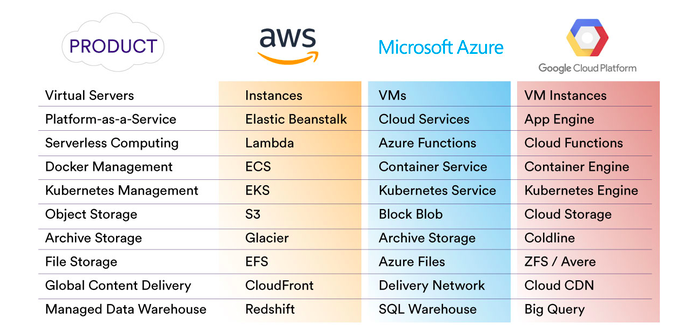 PRODUCT aws Microsoft Azure Google Cloud Platform
Virtual Servers Instances VMs VM Instances
Platform-as-a-Service Elastic Beanstalk Cloud Services App Engine
Serverless Computing Lambda Azure Functions Cloud Functions
Docker Management ECS Container Service Container Engine
Kubernetes Management EKS Kubernetes Service Kubernetes Engine
Object Storage S3 Block Blob Cloud Storage
Archive Storage Glacier Archive Storage Coldline
File Storage EFS Azure Files ZFS / Avere
Global Content Delivery CloudFront Delivery Network Cloud CDN
Managed Data Warehouse Redshift SQL Warehouse Big Query